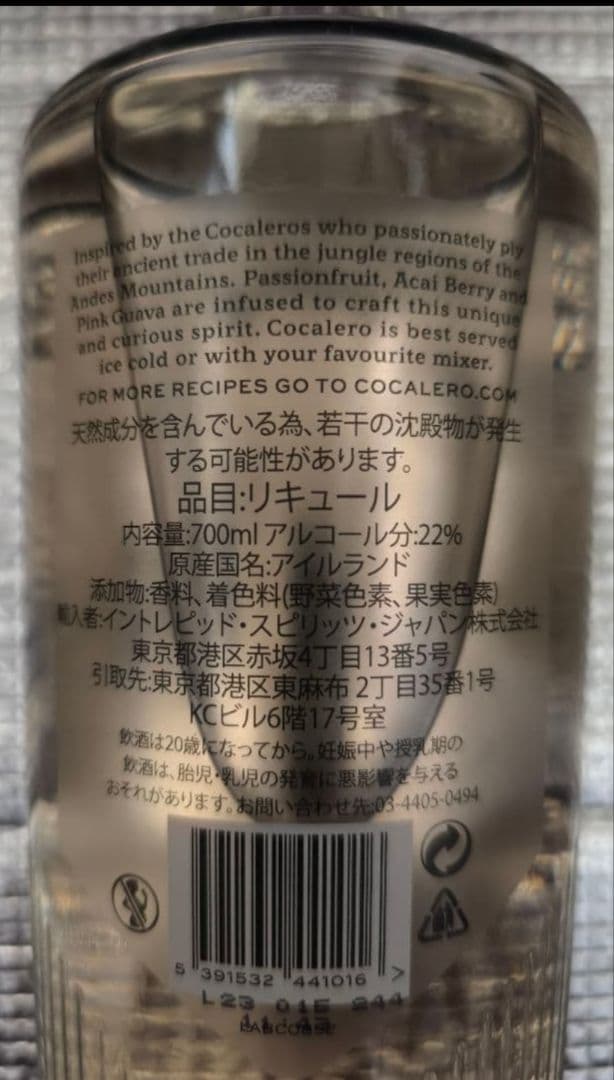 Inspired by the Cocaleros who passionately ply
their ancient trade in the jungle regions of the
Andes Mountains. Passionfruit, Acai Berry and
Pink Guava are infused to craft this unique
and curious spirit. Cocalero is best served
ice cold or with your favourite mixer.
FOR MORE RECIPES GO TO COCALERO.COM
天然成分を含んでいる為、若干の沈殿物が発生
する可能性があります。
品目:リキュール
内容量:700ml アルコール分:22%
原産国名:アイルランド
添加物:香料、着色料(野菜色素、果実色素)
輸入者:イントレピッド・スピリッツ・ジャパン株式会社
東京都港区赤坂4丁目13番5号
引取先:東京都港区東麻布 2丁目35番1号
KCビル6階17号室
飲酒は20歳になってから。妊娠中や授乳期の
飲酒は、胎児・乳児の発育に悪影響を与える
おそれがあります。お問い合わせ先:03-4405-0494
5 391532 441016 >
L23 015 244